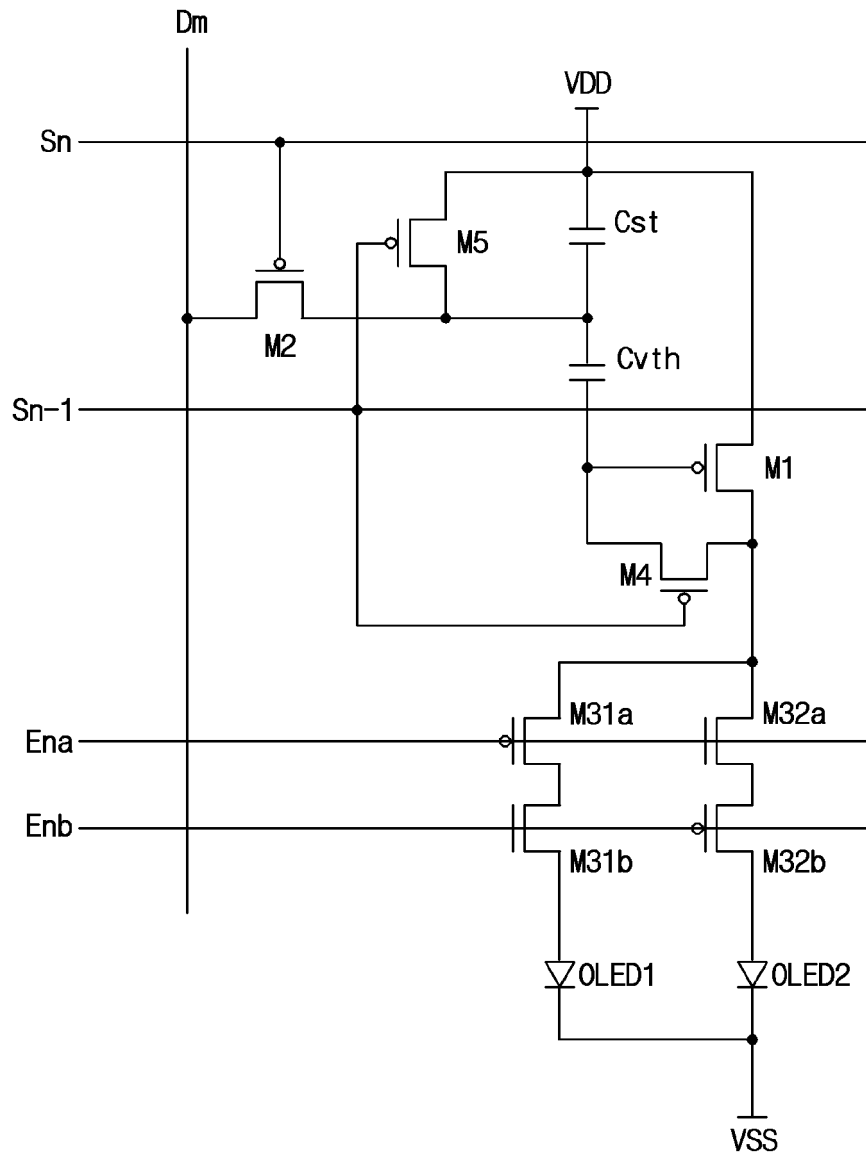 Dm
VDD
Sn
Cst
M5
M2
Cvth
Sn-1
M1
M4
M31a
M32a
Ena
Enb
M31b
M32b
OLED1
OLED2
VSS